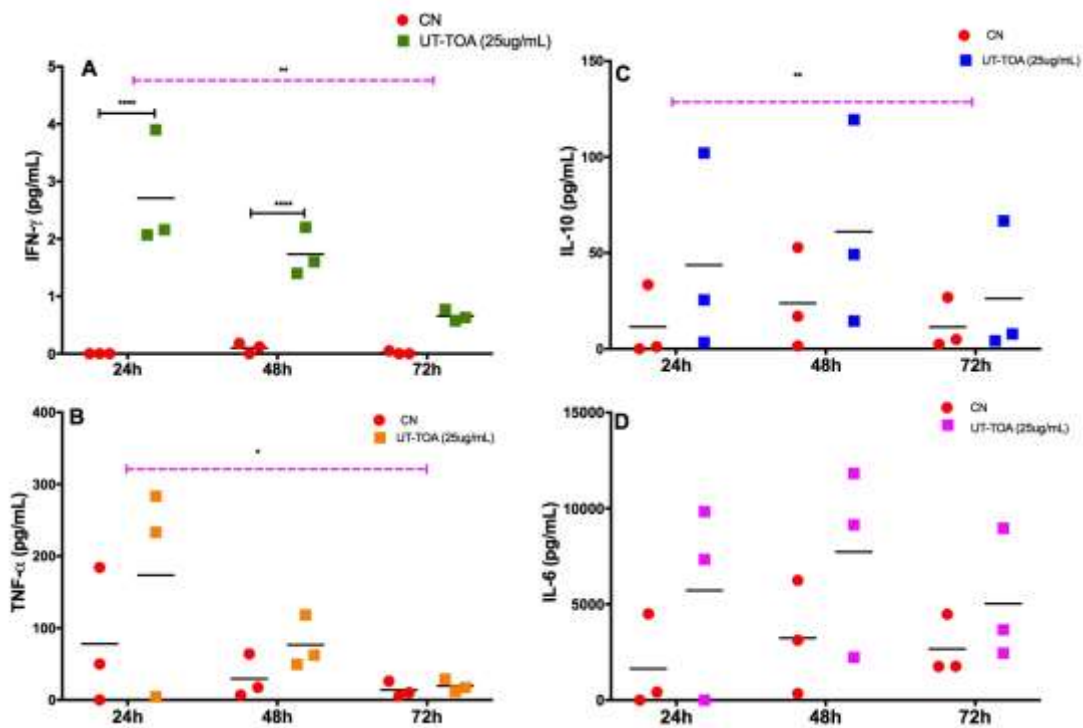 CN
UT-TOA (25ug/mL)
A
**
****
****
5
4
3
2
1
0
IFN-γ (pg/mL)
24h
48h
72h
CN
UT-TOA (25ug/mL)
C
**
150
100
50
0
IL-10 (pg/mL)
24h
48h
72h
B
CN
UT-TOA (25ug/mL)
*
400
300
200
100
0
TNF-α (pg/mL)
24h
48h
72h
D
CN
UT-TOA (25ug/mL)
15000
10000
5000
0
IL-6 (pg/mL)
24h
48h
72h